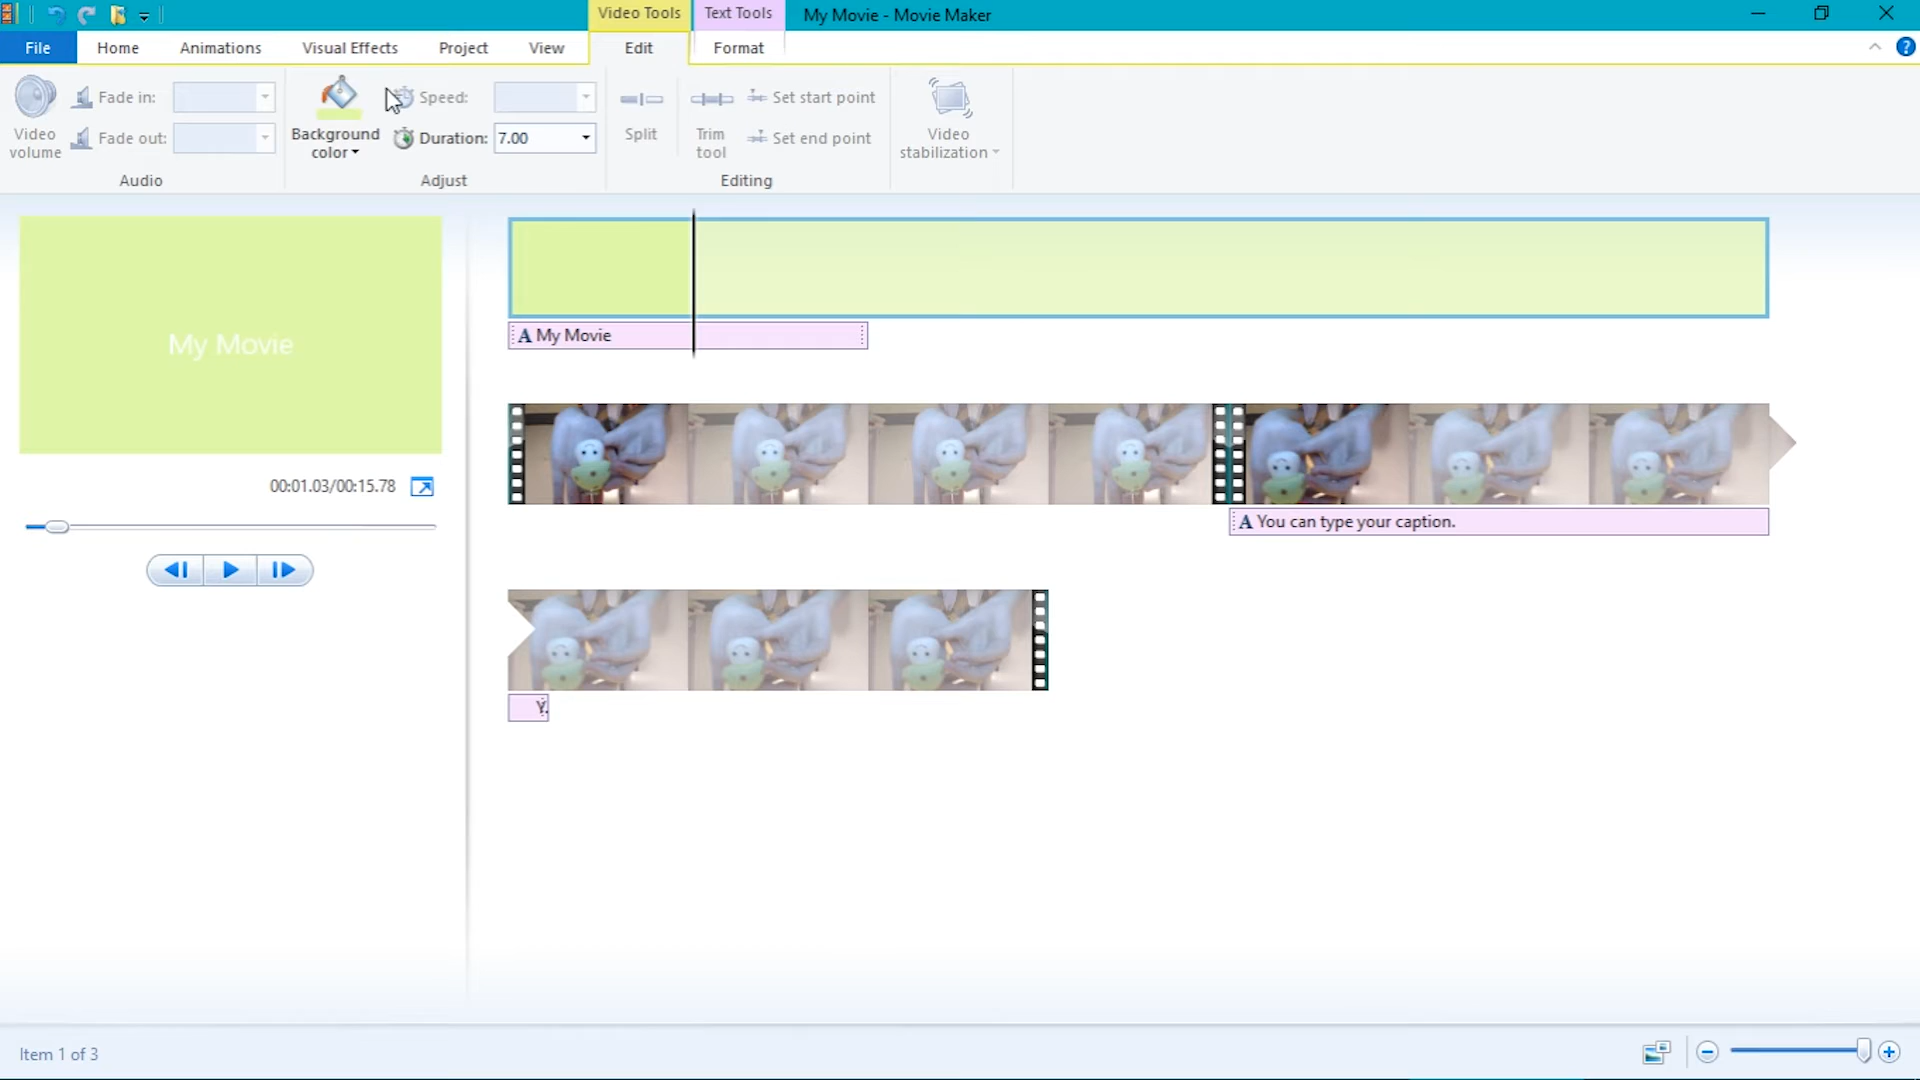 Video Tools
Text Tools
My Movie - Movie Maker
File
Home
Animations
Visual Effects
Project
View
Edit
Format
Video volume
Fade in:
Fade out:
Audio
Background color
Speed:
Duration: 7.00
Adjust
Split
Trim tool
Set start point
Set end point
Editing
Video stabilization
My Movie
00:01.03/00:15.78
A My Movie
A You can type your caption.
Item 1 of 3